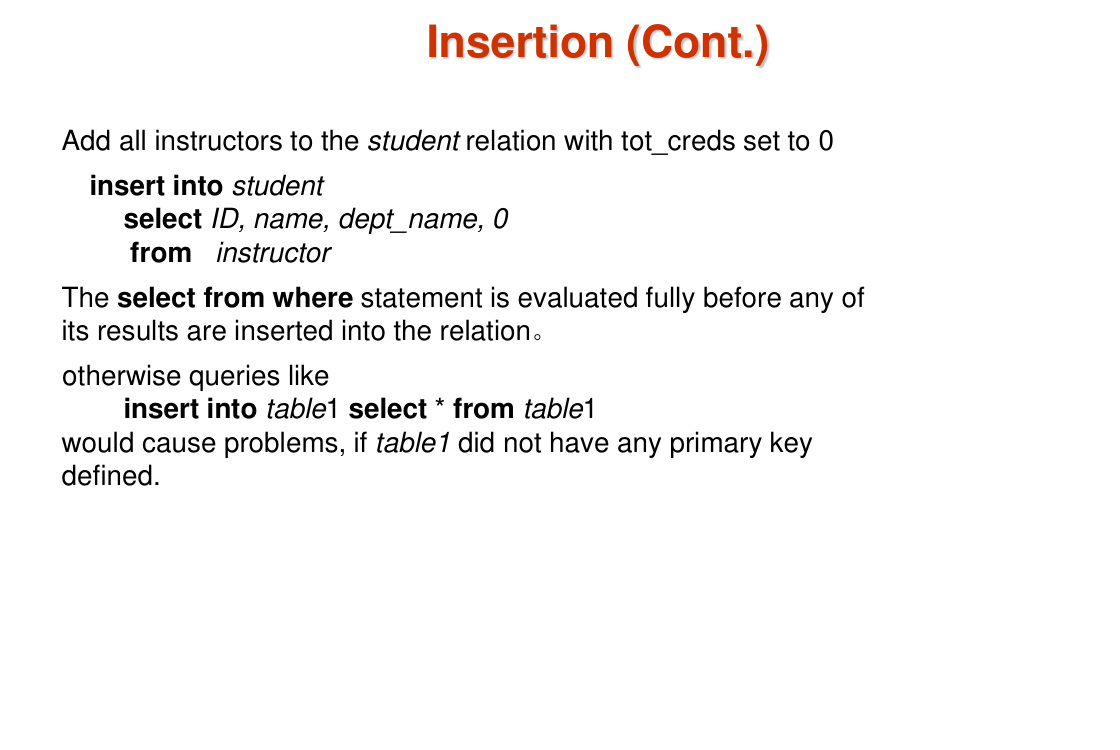 Insertion (Cont.)
Add all instructors to the student relation with tot_creds set to 0
insert into student
select ID, name, dept_name, 0
from instructor
The select from where statement is evaluated fully before any of
its results are inserted into the relation。
otherwise queries like
insert into table1 select * from table1
would cause problems, if table1 did not have any primary key
defined.